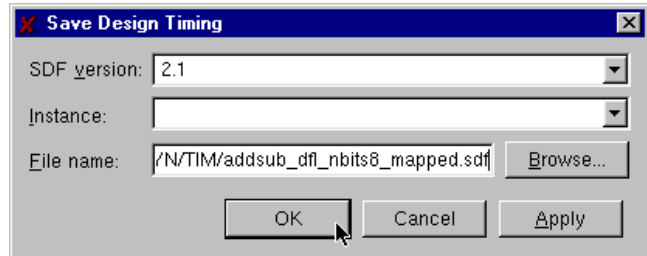 Save Design Timing
SDF version: 2.1
Instance:
File name: /N/TIM/addsub_dfl_nbits8_mapped.sdf Browse...
OK Cancel Apply